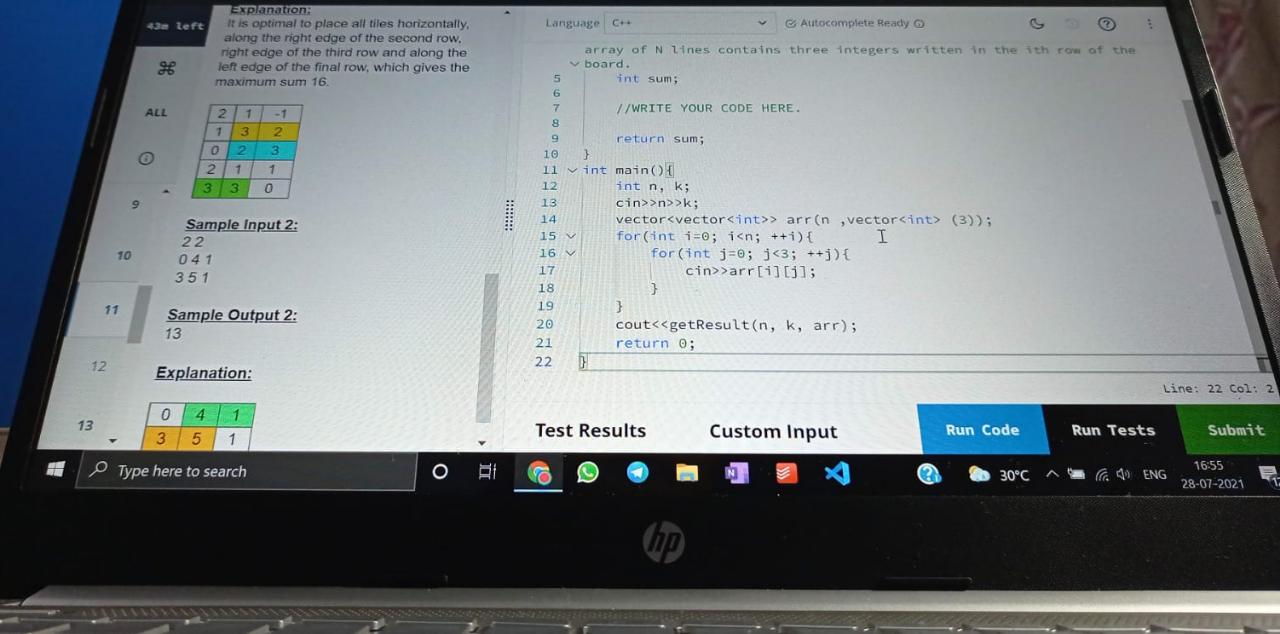 43m left
ALL
9
10
11
12
13
Explanation:
It is optimal to place all tiles horizontally,
along the right edge of the second row,
right edge of the third row and along the
left edge of the final row, which gives the
maximum sum 16.
2 1 -1
1 3 2
0 2 3
2 1 1
3 3 0
Sample Input 2:
2 2
0 4 1
3 5 1
Sample Output 2:
13
Explanation:
0 4 1
3 5 1
Language C++ Autocomplete Ready
array of N lines contains three integers written in the ith row of the
board.
5 int sum;
6
7 //WRITE YOUR CODE HERE.
8
9 return sum;
10 }
11 int main(){
12 int n, k;
13 cin>>n>>k;
14 vector<vector<int>> arr(n ,vector<int> (3));
15 for(int i=0; i<n; ++i){
16 for(int j=0; j<3; ++j){
17 cin>>arr[i][j];
18 }
19 }
20 cout<<getResult(n, k, arr);
21 return 0;
22 }
Line: 22 Col: 2
Test Results Custom Input Run Code Run Tests Submit
Type here to search
30°C ENG
16:55
28-07-2021
hp